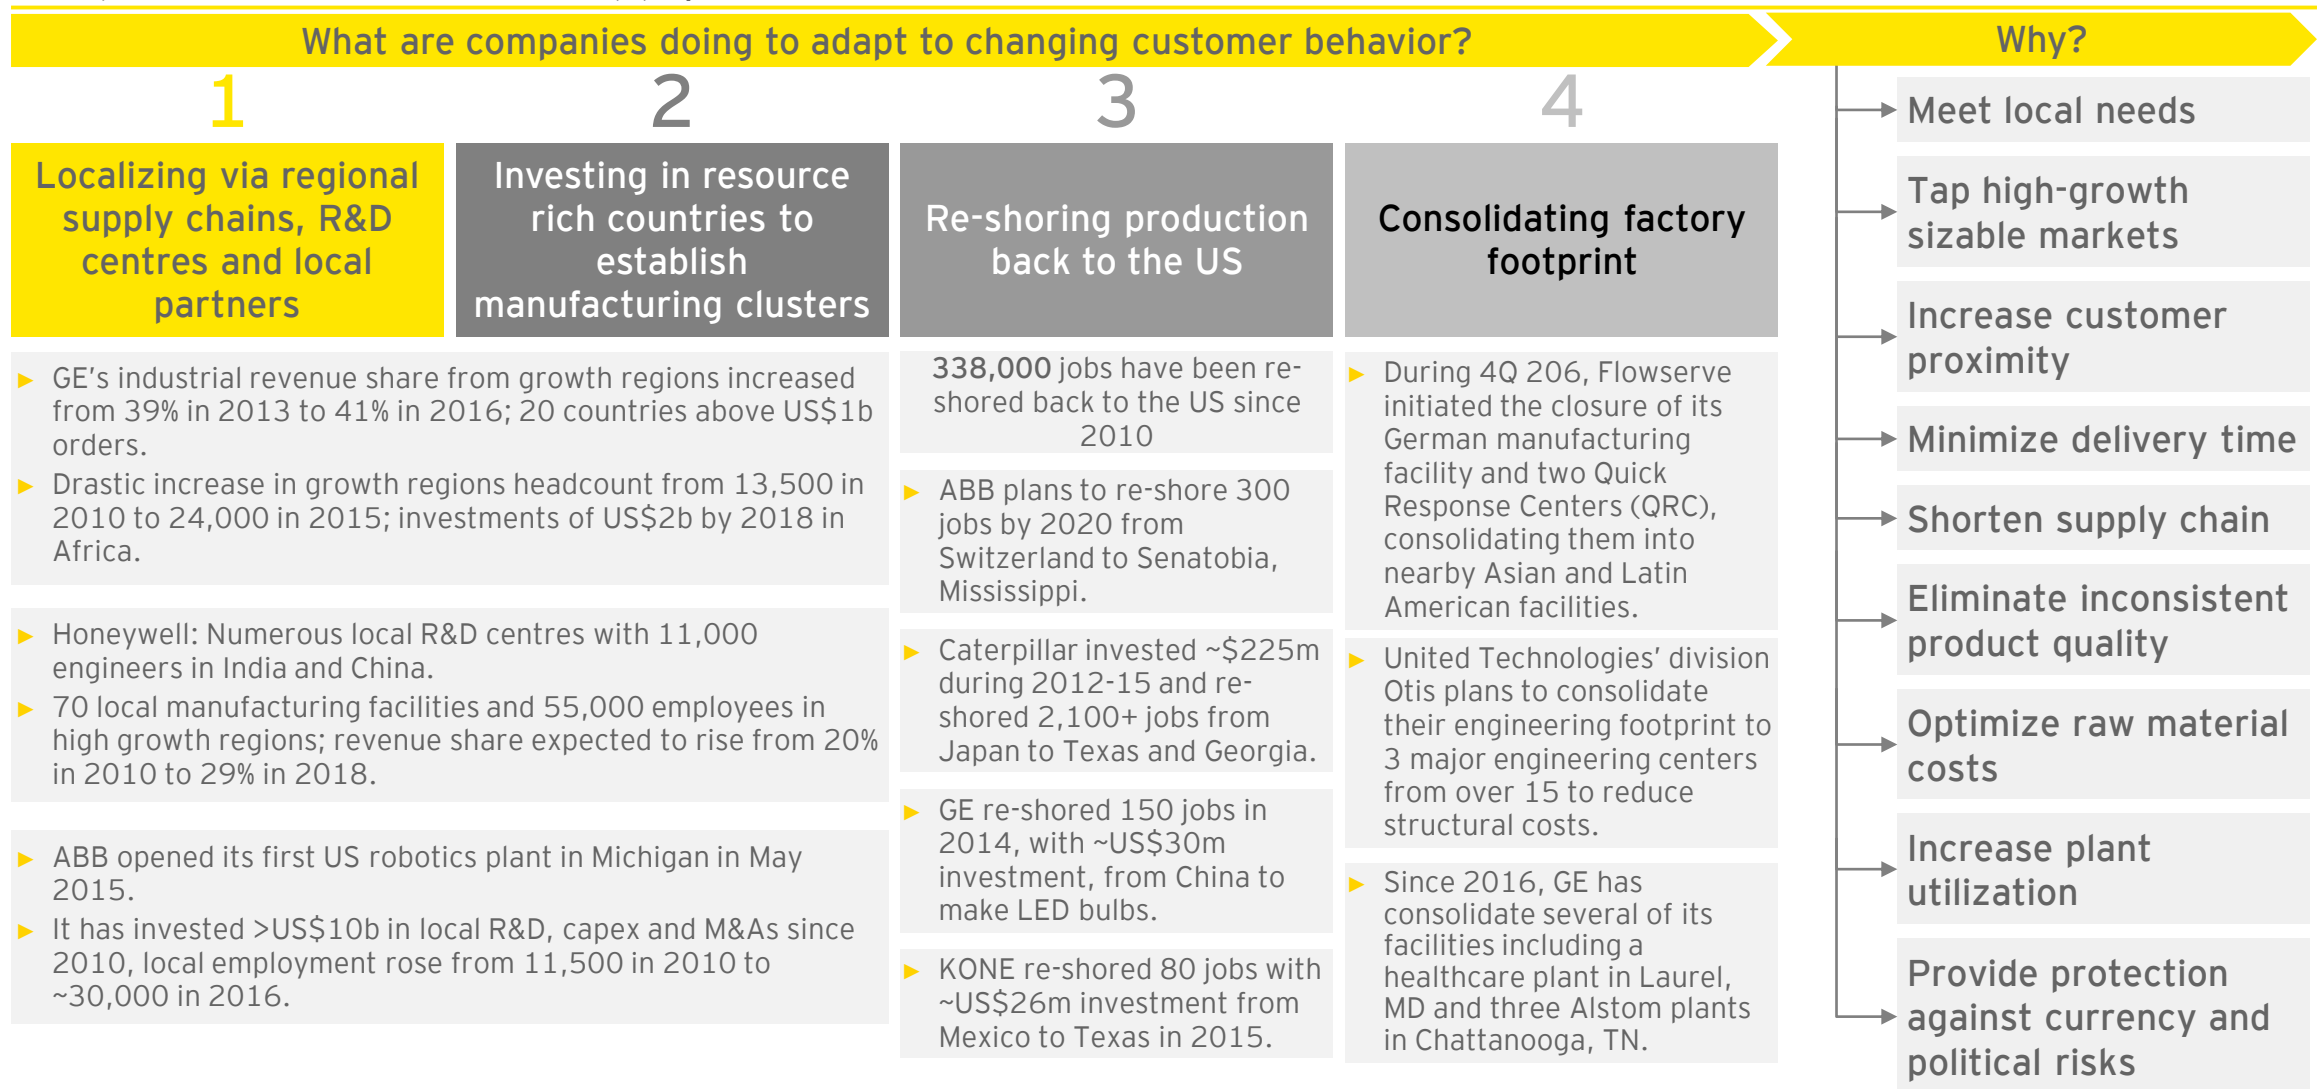 What are companies doing to adapt to changing customer behavior?
Why?
1
Localizing via regional
supply chains, R&D
centres and local
partners
2
Investing in resource
rich countries to
establish
manufacturing clusters
► GE's industrial revenue share from growth regions increased
from 39% in 2013 to 41% in 2016; 20 countries above US$1b
orders.
► Drastic increase in growth regions headcount from 13,500 in
2010 to 24,000 in 2015; investments of US$2b by 2018 in
Africa.
► Honeywell: Numerous local R&D centres with 11,000
engineers in India and China.
► 70 local manufacturing facilities and 55,000 employees in
high growth regions; revenue share expected to rise from 20%
in 2010 to 29% in 2018.
► ABB opened its first US robotics plant in Michigan in May
2015.
► It has invested >US$10b in local R&D, capex and M&As since
2010, local employment rose from 11,500 in 2010 to
~30,000 in 2016.
3
Re-shoring production
back to the US
338,000 jobs have been re-
shored back to the US since
2010
► ABB plans to re-shore 300
jobs by 2020 from
Switzerland to Senatobia,
Mississippi.
► Caterpillar invested ~$225m
during 2012-15 and re-
shored 2,100+ jobs from
Japan to Texas and Georgia.
► GE re-shored 150 jobs in
2014, with ~US$30m
investment, from China to
make LED bulbs.
► KONE re-shored 80 jobs with
~US$26m investment from
Mexico to Texas in 2015.
4
Consolidating factory
footprint
► During 4Q 206, Flowserve
initiated the closure of its
German manufacturing
facility and two Quick
Response Centers (QRC),
consolidating them into
nearby Asian and Latin
American facilities.
► United Technologies' division
Otis plans to consolidate
their engineering footprint to
3 major engineering centers
from over 15 to reduce
structural costs.
► Since 2016, GE has
consolidate several of its
facilities including a
healthcare plant in Laurel,
MD and three Alstom plants
in Chattanooga, TN.
Meet local needs
Tap high-growth
sizable markets
Increase customer
proximity
Minimize delivery time
Shorten supply chain
Eliminate inconsistent
product quality
Optimize raw material
costs
Increase plant
utilization
Provide protection
against currency and
political risks